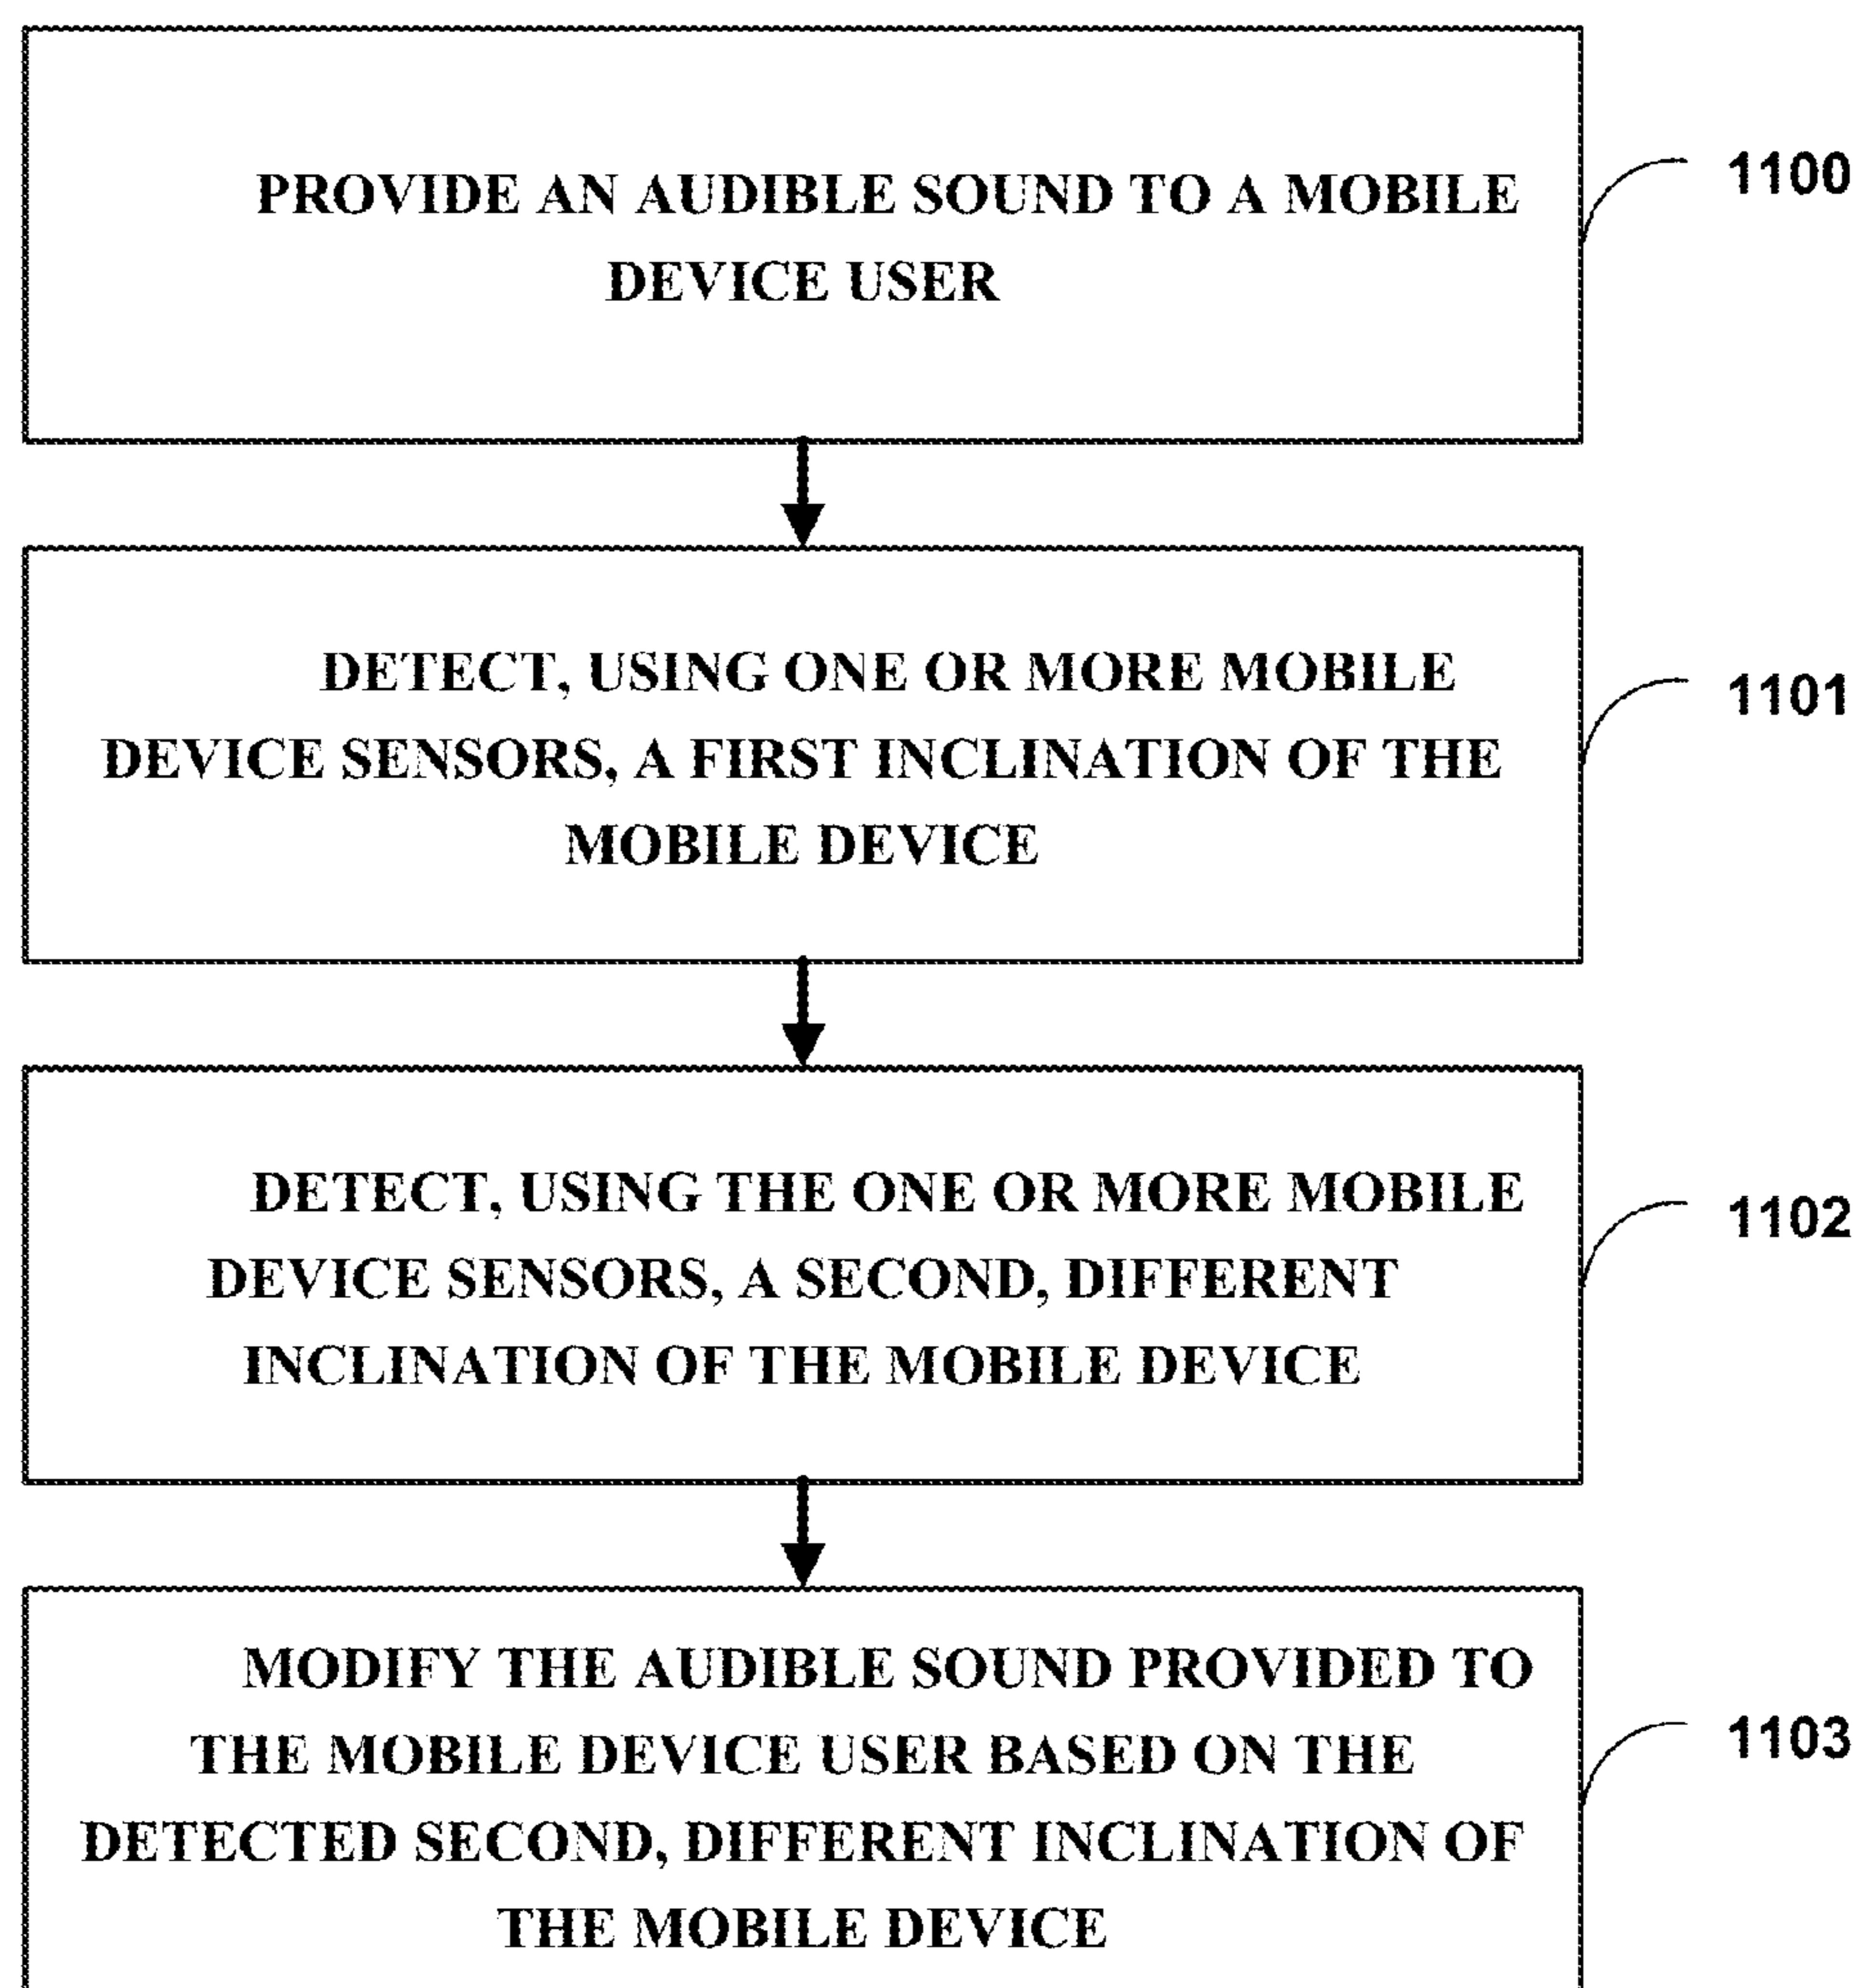 PROVIDE AN AUDIBLE SOUND TO A MOBILE
DEVICE USER
1100
DETECT, USING ONE OR MORE MOBILE
DEVICE SENSORS, A FIRST INCLINATION OF THE
MOBILE DEVICE
1101
DETECT, USING THE ONE OR MORE MOBILE
DEVICE SENSORS, A SECOND, DIFFERENT
INCLINATION OF THE MOBILE DEVICE
1102
MODIFY THE AUDIBLE SOUND PROVIDED TO
THE MOBILE DEVICE USER BASED ON THE
DETECTED SECOND, DIFFERENT INCLINATION OF
THE MOBILE DEVICE
1103